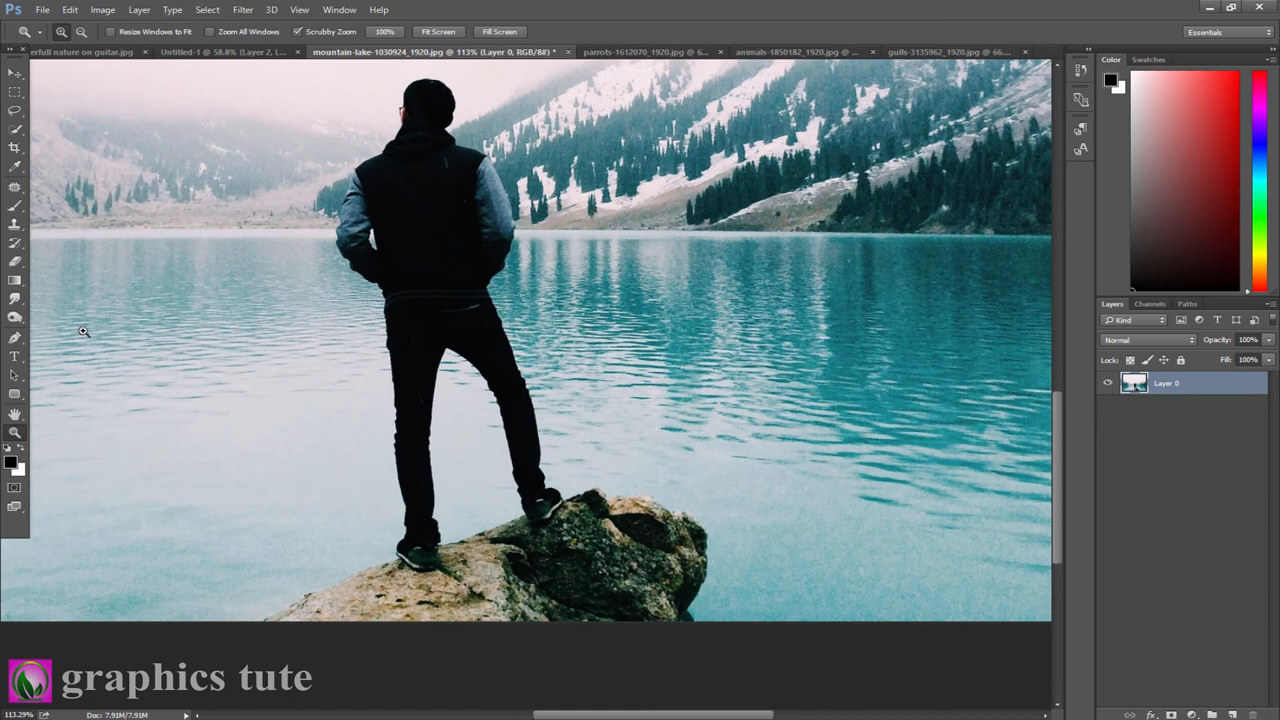 Ps File Edit Image Layer Type Select Filter 3D View Window Help
Resize Windows to Fit Zoom All Windows Scrubby Zoom 100% Fit Screen Fill Screen Essentials
erfull nature on guitar.jpg × Untitled-1 @ 58.8% (Layer 2, L... × mountain-lake-1030924_1920.jpg @ 113% (Layer 0, RGB/8#) * × parrots-1612070_1920.jpg @ 6... × animals-1850182_1920.jpg @ ... × gulls-3135962_1920.jpg @ 66.... ×
Color Swatches
Layers Channels Paths
Kind
Normal Opacity: 100%
Lock: Fill: 100%
Layer 0
graphics tute
113.29% Doc: 7.91M/7.91M